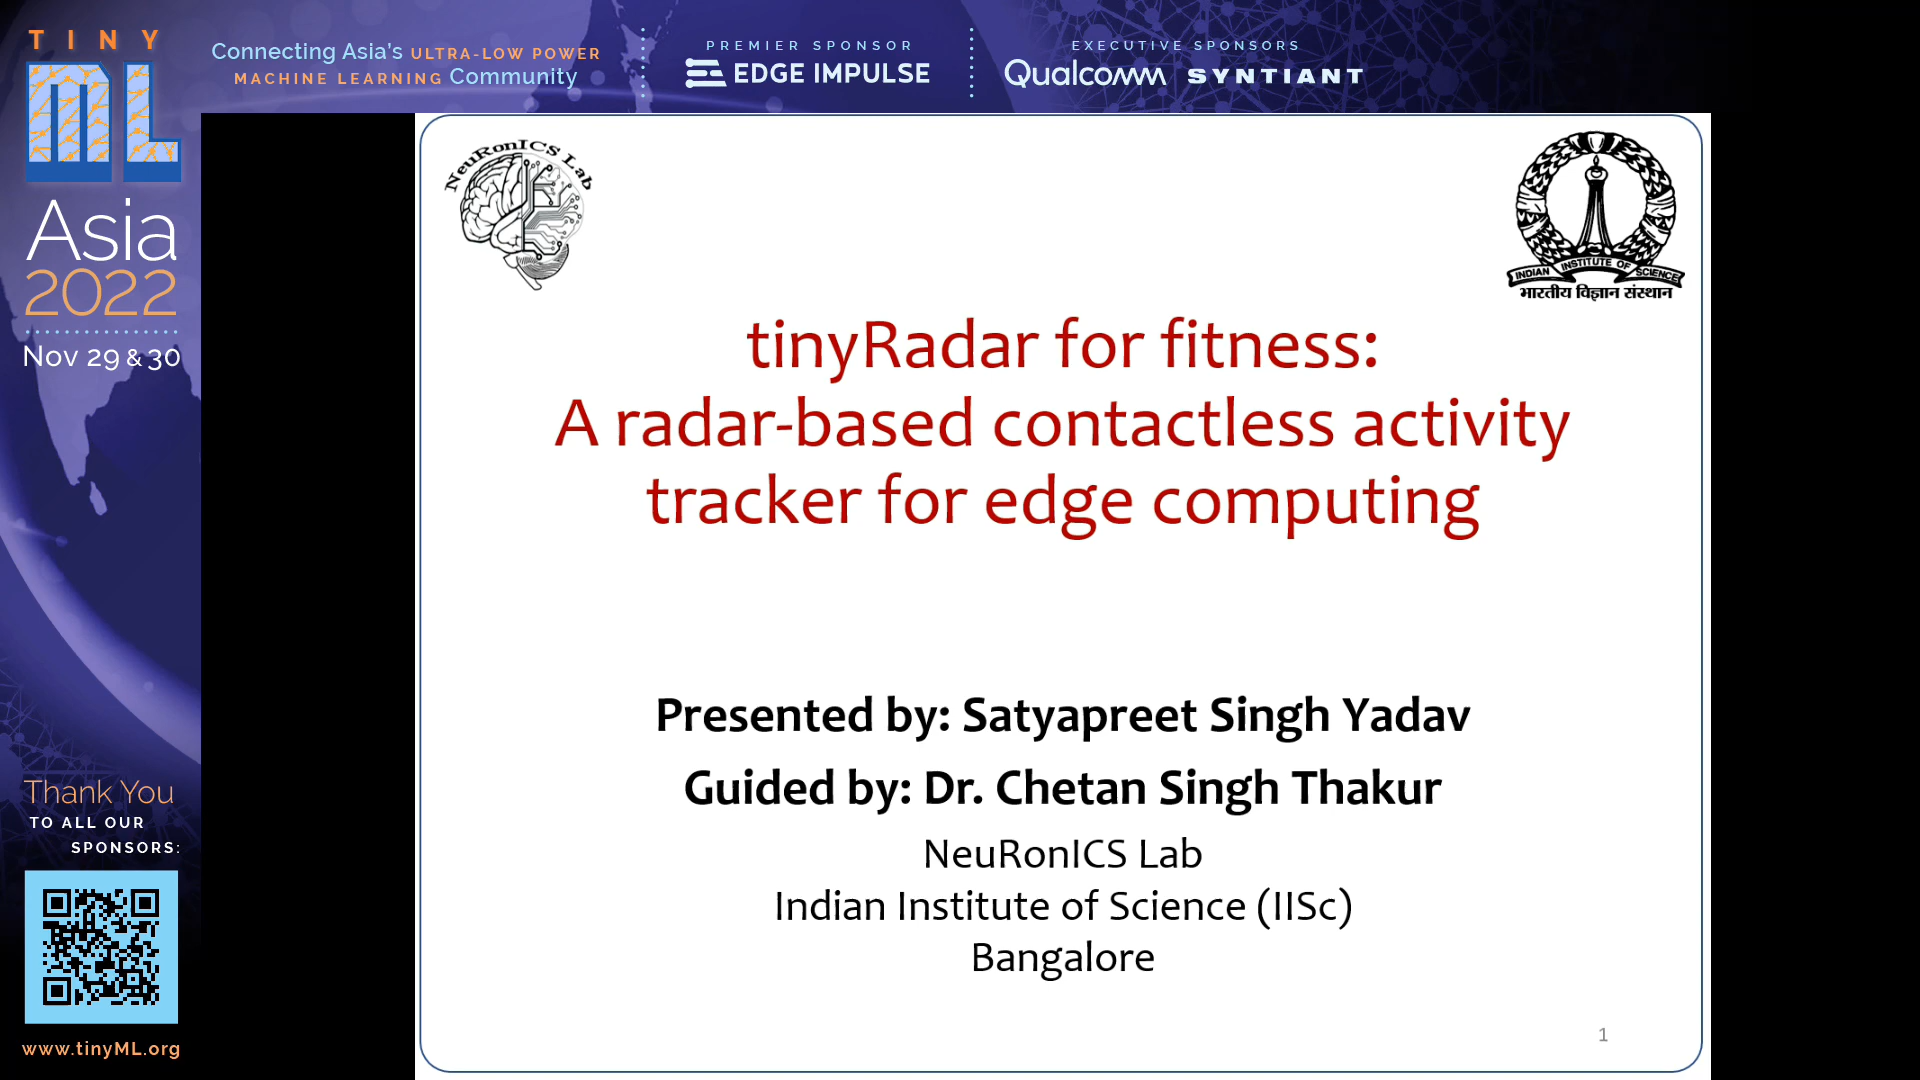 TINY
ML
Asia
2022
Nov 29 & 30
Connecting Asia's ULTRA-LOW POWER
MACHINE LEARNING Community
PREMIER SPONSOR
EDGE IMPULSE
EXECUTIVE SPONSORS
Qualcomm SYNTIANT
NeuRonICS Lab
INDIAN INSTITUTE OF SCIENCE
भारतीय विज्ञान संस्थान
tinyRadar for fitness:
A radar-based contactless activity
tracker for edge computing
Presented by: Satyapreet Singh Yadav
Guided by: Dr. Chetan Singh Thakur
NeuRonICS Lab
Indian Institute of Science (IISc)
Bangalore
1
Thank You
TO ALL OUR
SPONSORS:
www.tinyML.org